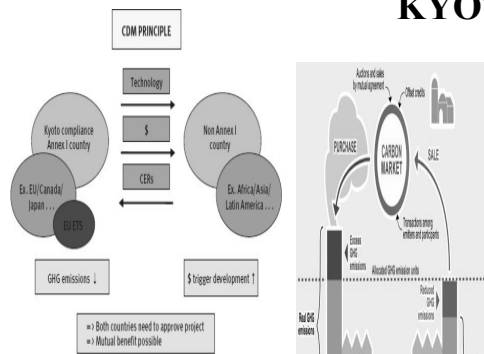 KYO
CDM PRINCIPLE
Technology
$
CERs
Kyoto compliance
Annex I country
Ex. EU/Canada/
Japan ...
EU ETS
Non Annex I
country
Ex. Africa/Asia/
Latin America ...
GHG emissions ↓
$ trigger development ↑
=> Both countries need to approve project
=> Mutual benefit possible
Auctions and sales
by mutual agreement
Offset credits
PURCHASE
CARBON
MARKET
SALE
Transactions among
emitters and participants
Excess
GHG
emissions
Allocated GHG emission units
Reduced
GHG
emissions
Real GHG
emissions